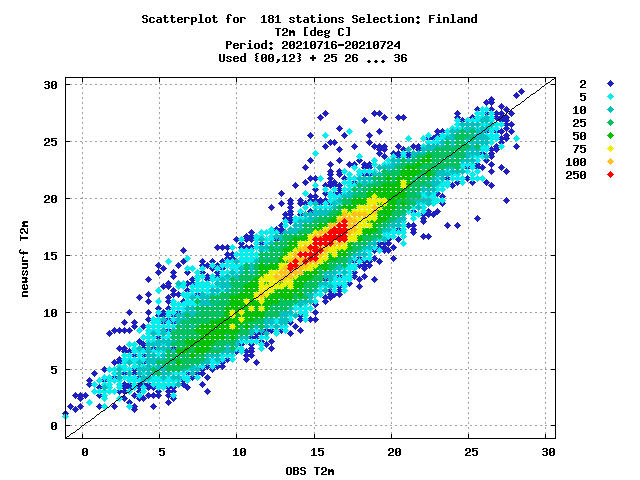 Scatterplot for  181 stations Selection: Finland
T2m [deg C]
Period: 20210716-20210724
Used {00,12} + 25 26 ... 36
2
5
10
25
50
75
100
250
newsurf T2m
30
25
20
15
10
5
0
0 5 10 15 20 25 30
OBS T2m